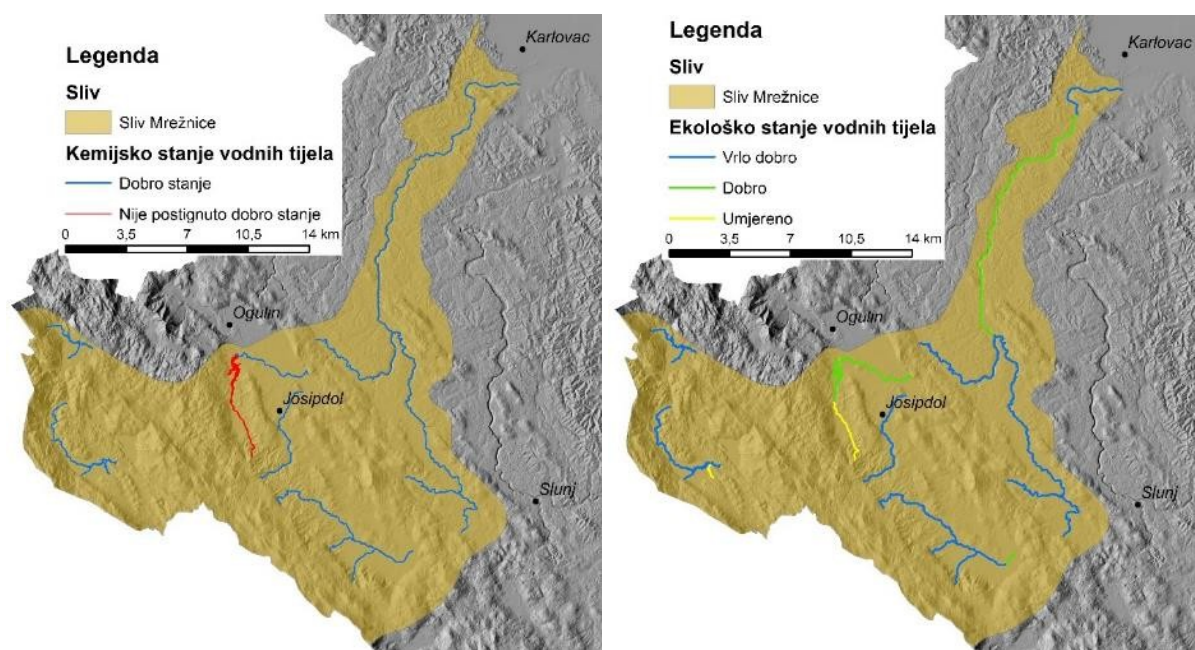 Legenda
Sliv
Sliv Mrežnice
Kemijsko stanje vodnih tijela
Dobro stanje
Nije postignuto dobro stanje
0 3,5 7 10,5 14 km
Karlovac
Ogulin
Josipdol
Slunj
Legenda
Sliv
Sliv Mrežnice
Ekološko stanje vodnih tijela
Vrlo dobro
Dobro
Umjereno
0 3,5 7 10,5 14 km
Karlovac
Ogulin
Josipdol
Slunj